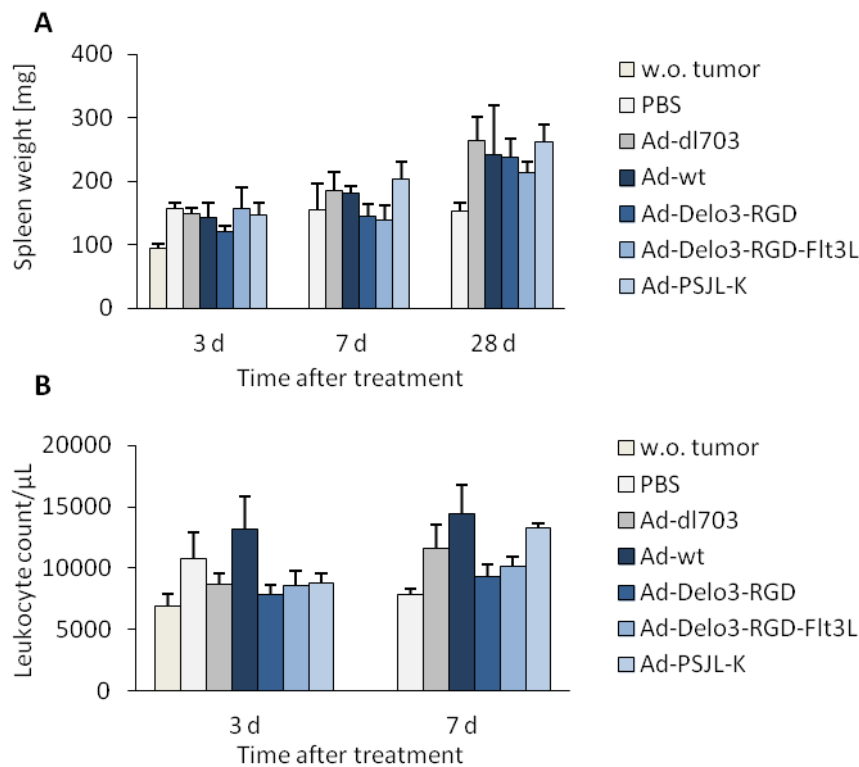 A
Spleen weight [mg]
400
300
200
100
0
3 d 7 d 28 d
Time after treatment
w.o. tumor
PBS
Ad-dl703
Ad-wt
Ad-Delo3-RGD
Ad-Delo3-RGD-Flt3L
Ad-PSJL-K
B
Leukocyte count/µL
20000
15000
10000
5000
0
3 d 7 d
Time after treatment
w.o. tumor
PBS
Ad-dl703
Ad-wt
Ad-Delo3-RGD
Ad-Delo3-RGD-Flt3L
Ad-PSJL-K